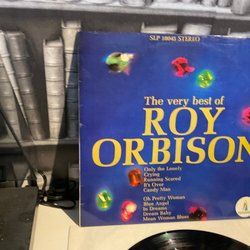 SLP 10045 STEREO
The very best of
ROY
ORBISON
Only the Lonely
Crying
Running Scared
It's Over
Candy Man
Oh Pretty Woman
Blue Angel
In Dreams
Dream Baby
Mean Woman Blues